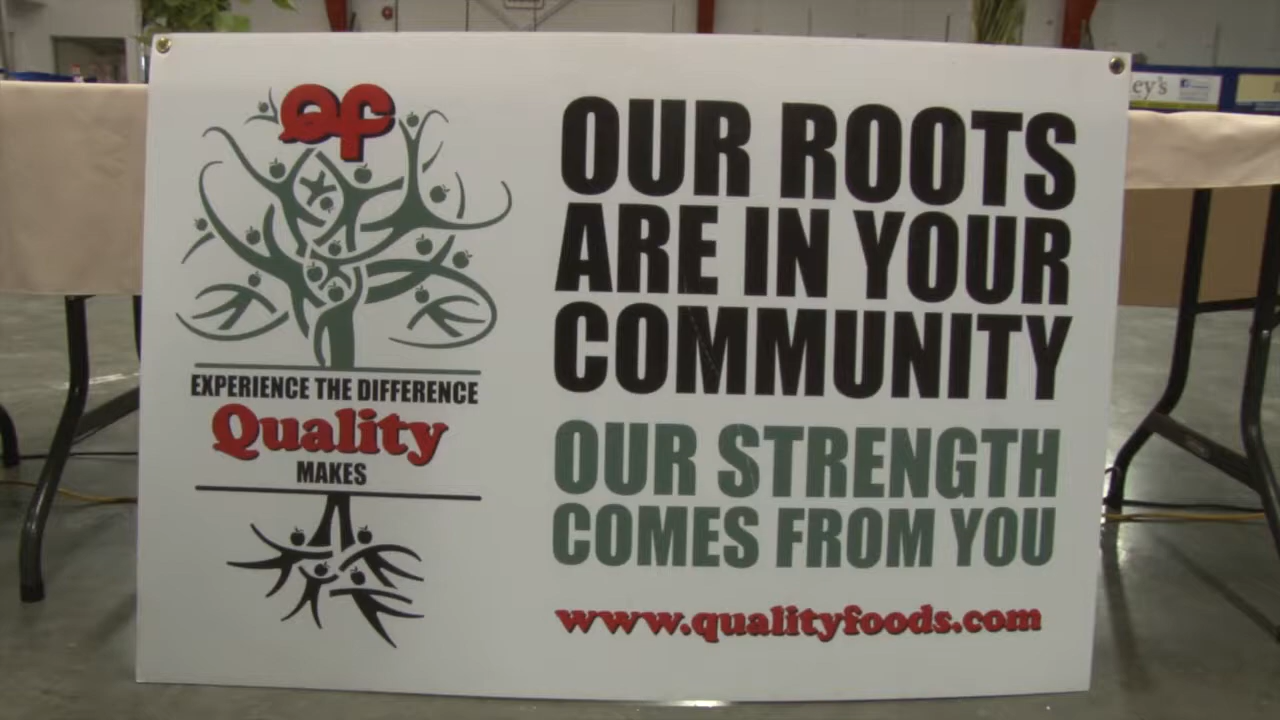 QF
EXPERIENCE THE DIFFERENCE
Quality
MAKES
OUR ROOTS
ARE IN YOUR
COMMUNITY
OUR STRENGTH
COMES FROM YOU
www.qualityfoods.com
ey's